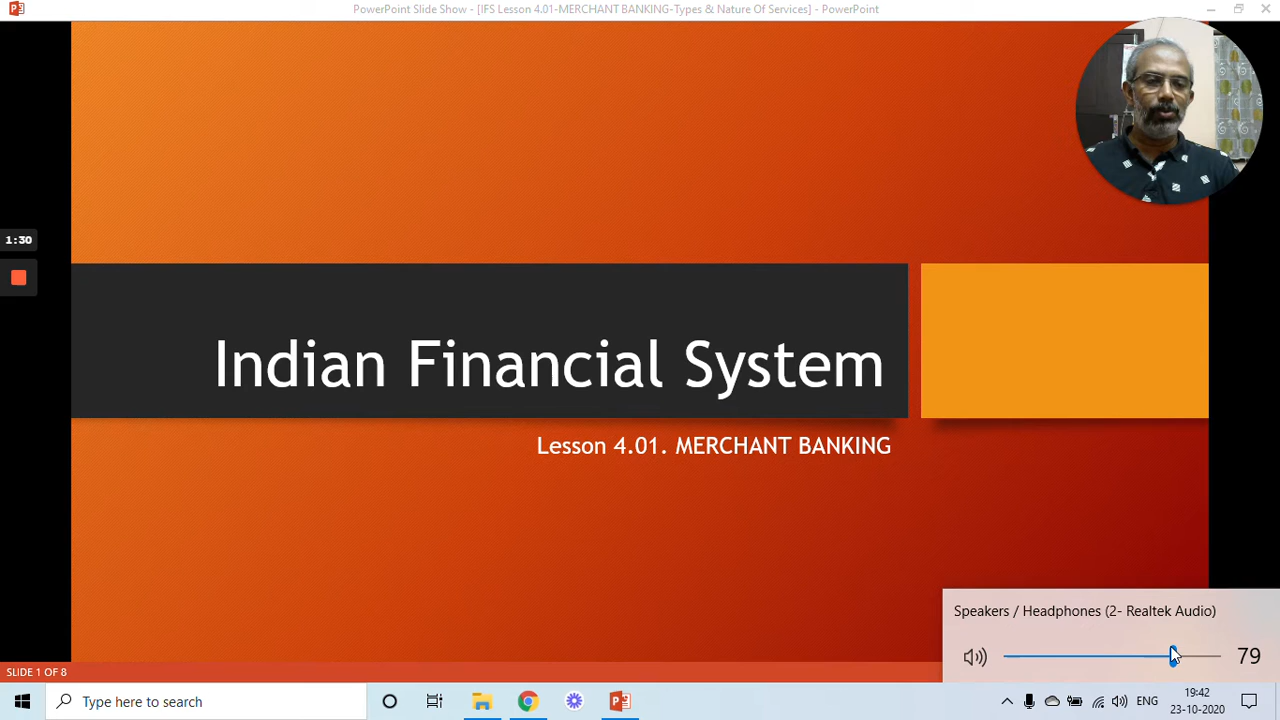 PowerPoint Slide Show - [IFS Lesson 4.01-MERCHANT BANKING-Types & Nature Of Services] - PowerPoint
1:30
Indian Financial System
Lesson 4.01. MERCHANT BANKING
Speakers / Headphones (2- Realtek Audio)
79
SLIDE 1 OF 8
Type here to search
ENG
19:42
23-10-2020